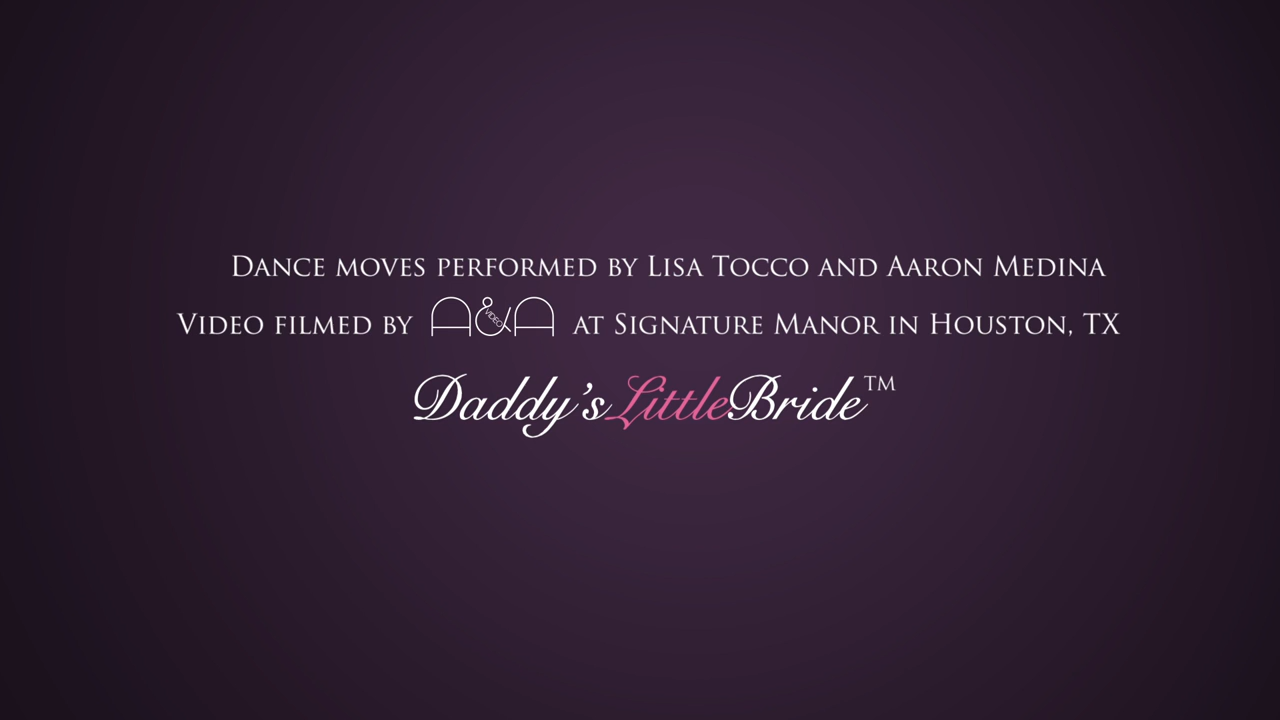 Dance moves performed by Lisa Tocco and Aaron Medina
Video filmed by A&A VIDEO at Signature Manor in Houston, TX
Daddy's Little Bride™